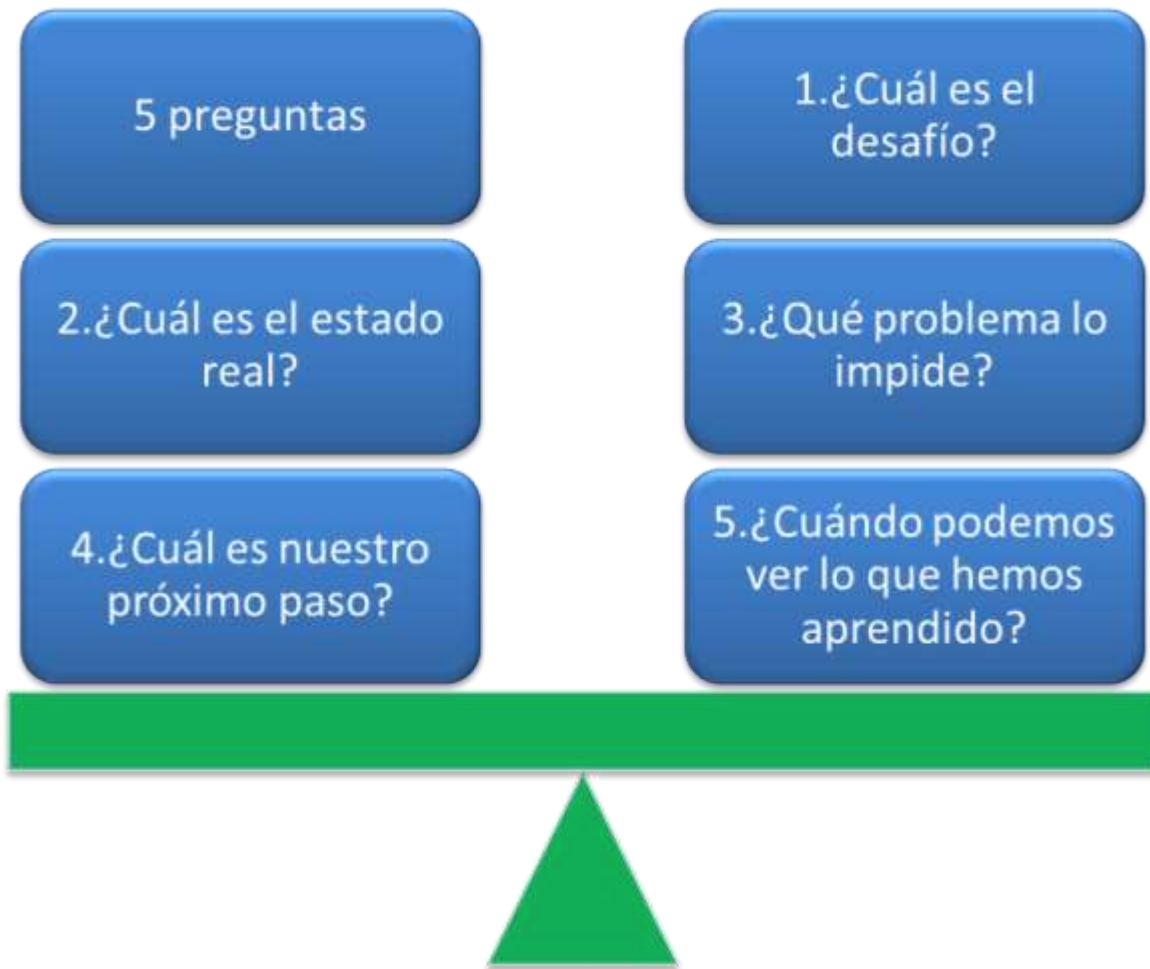 5 preguntas
1.¿Cuál es el
desafío?
2.¿Cuál es el estado
real?
3.¿Qué problema lo
impide?
4.¿Cuál es nuestro
próximo paso?
5.¿Cuándo podemos
ver lo que hemos
aprendido?